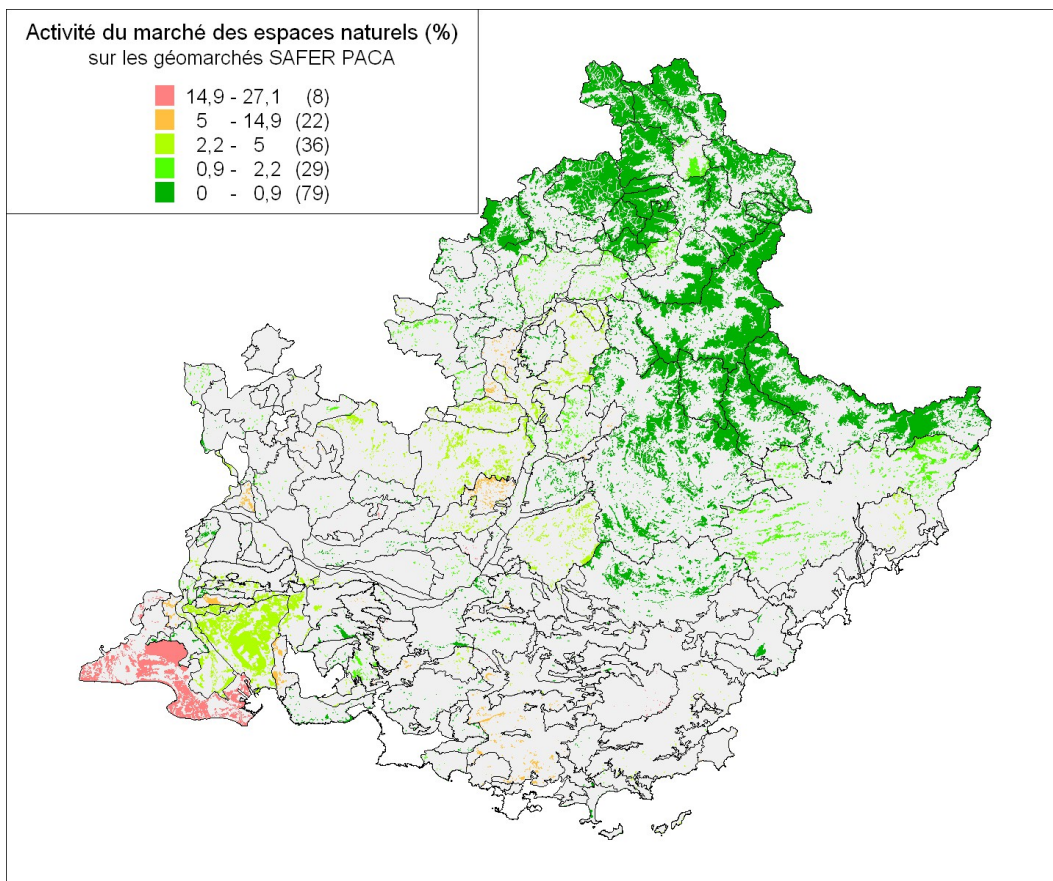 Activité du marché des espaces naturels (%)
sur les géomarchés SAFER PACA
14,9 - 27,1 (8)
5 - 14,9 (22)
2,2 - 5 (36)
0,9 - 2,2 (29)
0 - 0,9 (79)